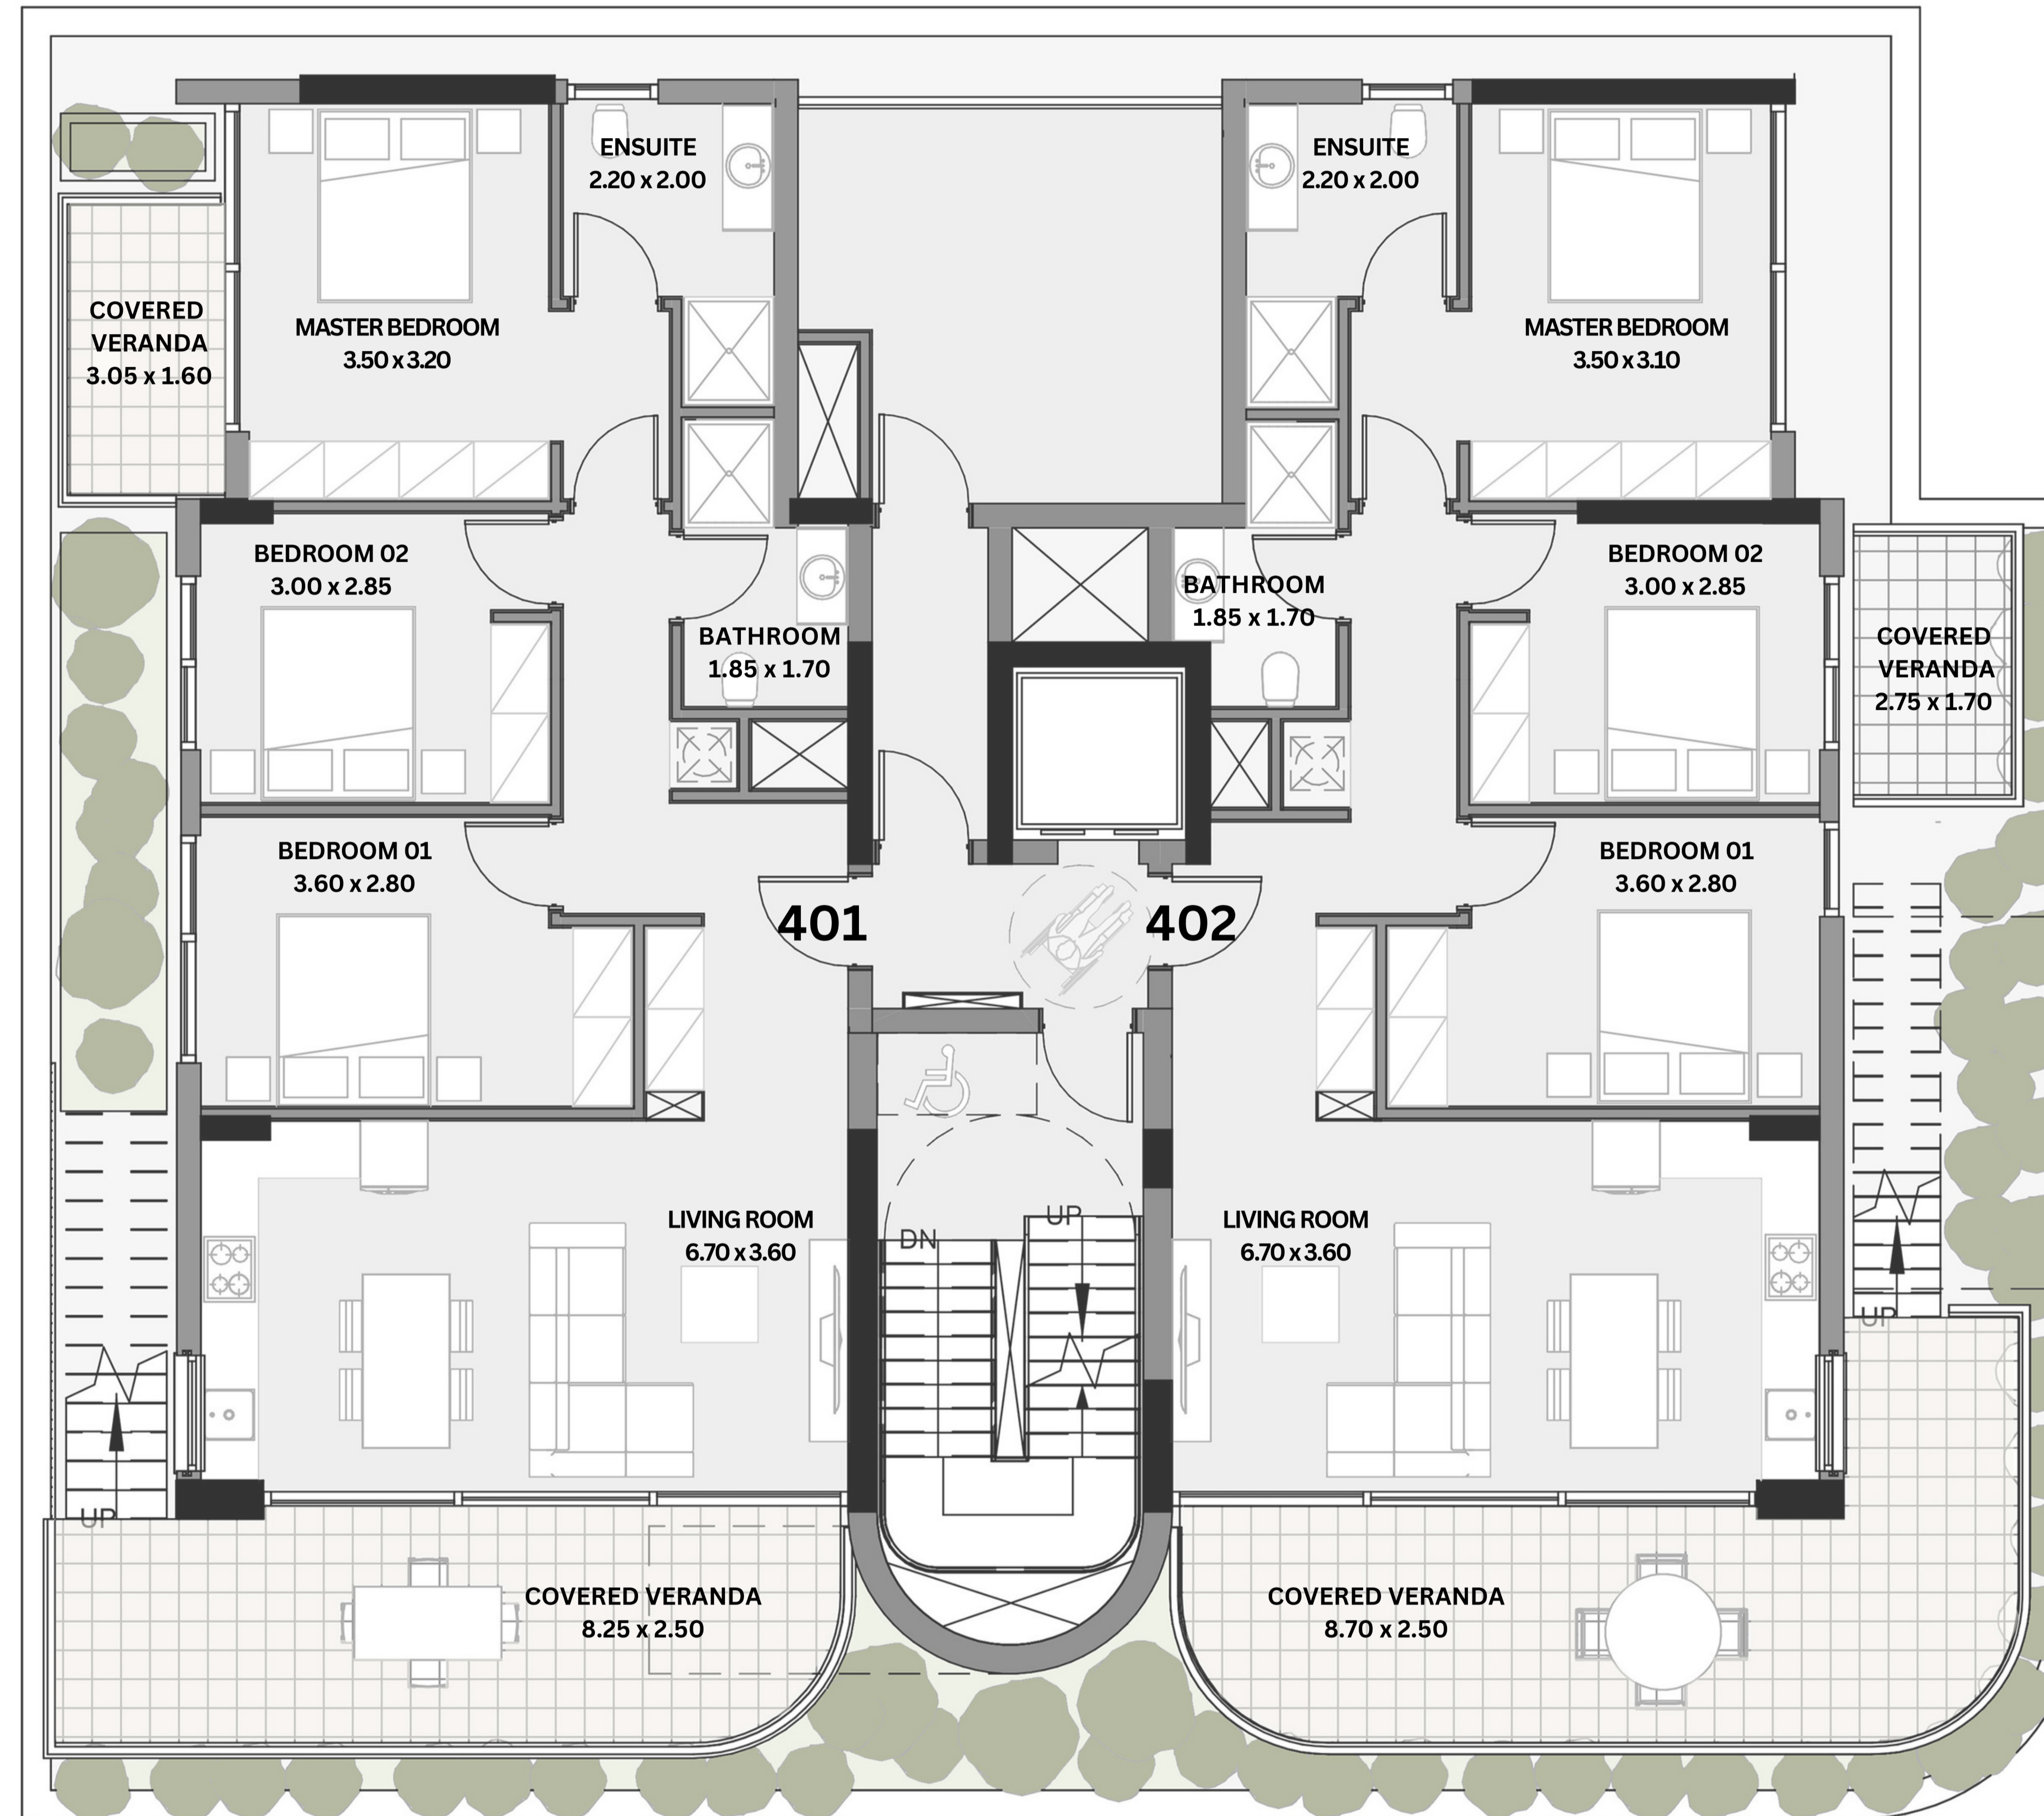 ENSUITE
2.20 x 2.00
ENSUITE
2.20 x 2.00
COVERED
VERANDA
3.05 x 1.60
MASTER BEDROOM
3.50 x 3.20
MASTER BEDROOM
3.50 x 3.10
BEDROOM 02
3.00 x 2.85
BATHROOM
1.85 x 1.70
BATHROOM
1.85 x 1.70
BEDROOM 02
3.00 x 2.85
COVERED
VERANDA
2.75 x 1.70
BEDROOM 01
3.60 x 2.80
BEDROOM 01
3.60 x 2.80
401
402
LIVING ROOM
6.70 x 3.60
DN
UP
LIVING ROOM
6.70 x 3.60
UP
UP
COVERED VERANDA
8.25 x 2.50
COVERED VERANDA
8.70 x 2.50